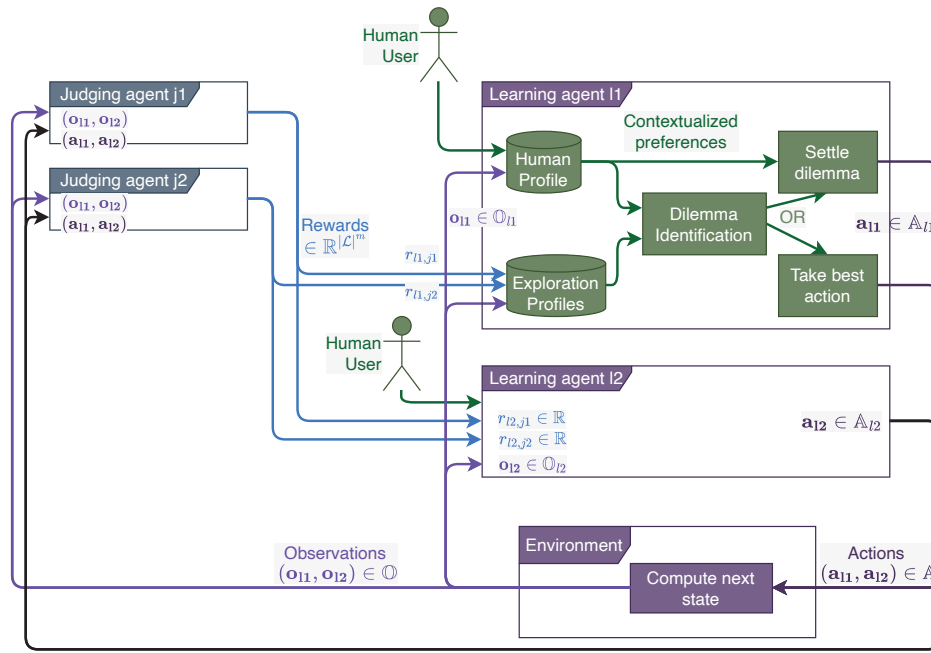 Human
User
Judging agent j1
(o_l1, o_l2)
(a_l1, a_l2)
Judging agent j2
(o_l1, o_l2)
(a_l1, a_l2)
Rewards
∈ ℝ^|𝓛|^m
r_l1,j1
r_l1,j2
Learning agent l1
Human
Profile
Contextualized
preferences
Settle
dilemma
o_l1 ∈ 𝕆_l1
Dilemma
Identification
OR
a_l1 ∈ 𝔸_l1
Exploration
Profiles
Take best
action
Human
User
Learning agent l2
r_l2,j1 ∈ ℝ
r_l2,j2 ∈ ℝ
o_l2 ∈ 𝕆_l2
a_l2 ∈ 𝔸_l2
Environment
Compute next
state
Observations
(o_l1, o_l2) ∈ 𝕆
Actions
(a_l1, a_l2) ∈ 𝔸